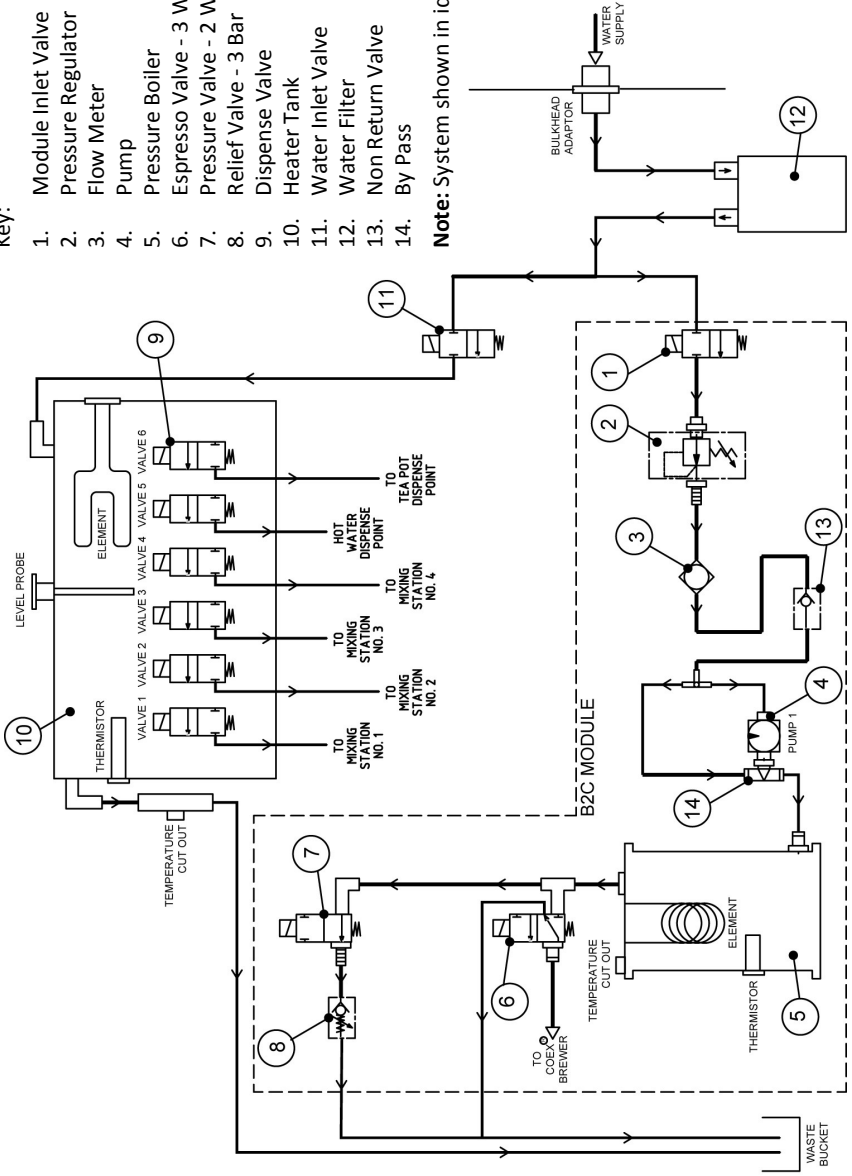 Key:
1. Module Inlet Valve
2. Pressure Regulator
3. Flow Meter
4. Pump
5. Pressure Boiler
6. Espresso Valve - 3 W
7. Pressure Valve - 2 W
8. Relief Valve - 3 Bar
9. Dispense Valve
10. Heater Tank
11. Water Inlet Valve
12. Water Filter
13. Non Return Valve
14. By Pass
Note: System shown in
LEVEL PROBE
10
THERMISTOR
ELEMENT
VALVE 1
VALVE 2
VALVE 3
VALVE 4
VALVE 5
VALVE 6
9
TEMPERATURE
CUT OUT
TO
MIXING
STATION
NO. 1
TO
MIXING
STATION
NO. 2
TO
MIXING
STATION
NO. 3
TO
MIXING
STATION
NO. 4
HOT
WATER
DISPENSE
POINT
TO
TEA POT
DISPENSE
POINT
11
WATER
SUPPLY
BULKHEAD
ADAPTOR
12
B2C MODULE
1
2
3
13
4
PUMP 1
14
7
8
6
TO
COEX®
BREWER
TEMPERATURE
CUT OUT
ELEMENT
THERMISTOR
5
WASTE
BUCKET